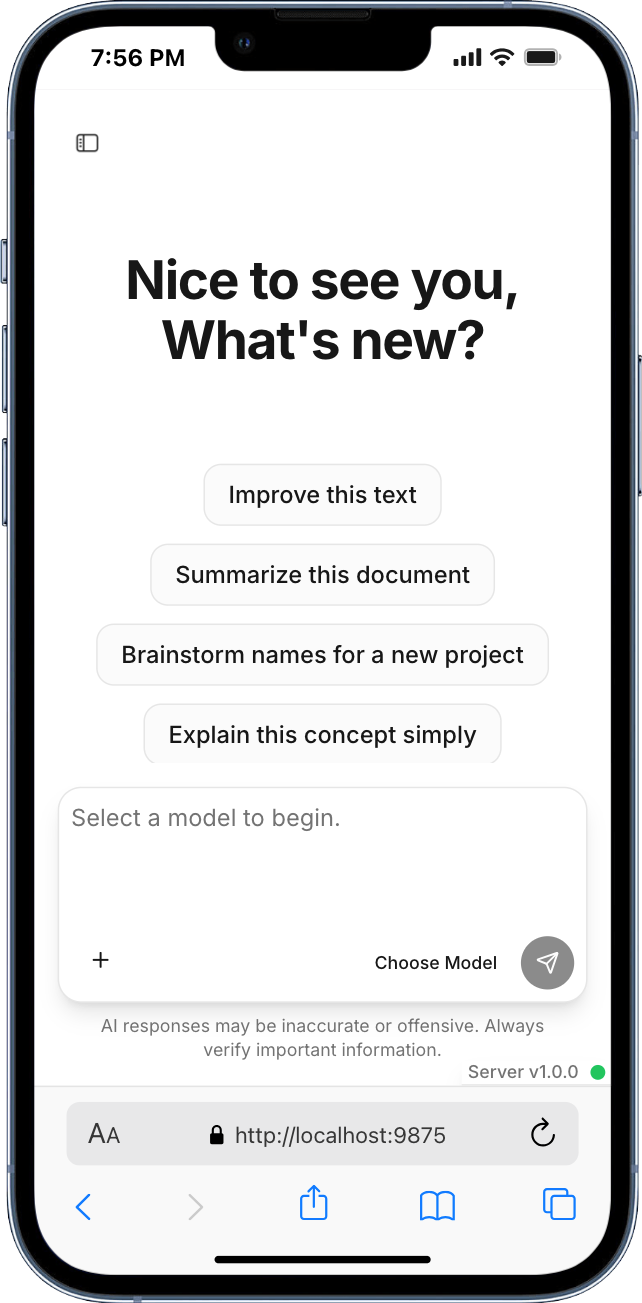 7:56 PM
Nice to see you,
What's new?
Improve this text
Summarize this document
Brainstorm names for a new project
Explain this concept simply
Select a model to begin.
+
Choose Model
AI responses may be inaccurate or offensive. Always
verify important information.
Server v1.0.0
AA
http://localhost:9875